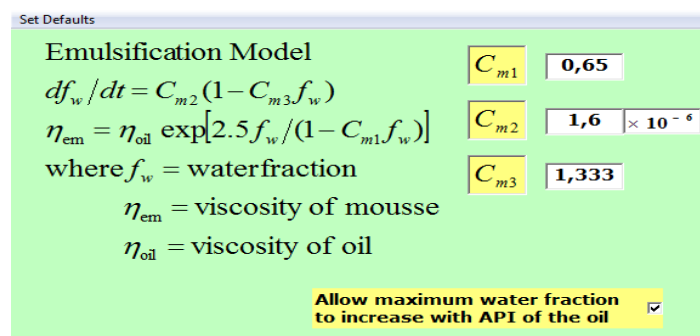 Set Defaults
Emulsification Model
df_w/dt = C_m2(1−C_m3 f_w)
η_em = η_oil exp[2.5 f_w/(1−C_m1 f_w)]
where f_w = waterfraction
η_em = viscosity of mousse
η_oil = viscosity of oil
C_m1 0,65
C_m2 1,6 × 10⁻⁶
C_m3 1,333
Allow maximum water fraction
to increase with API of the oil